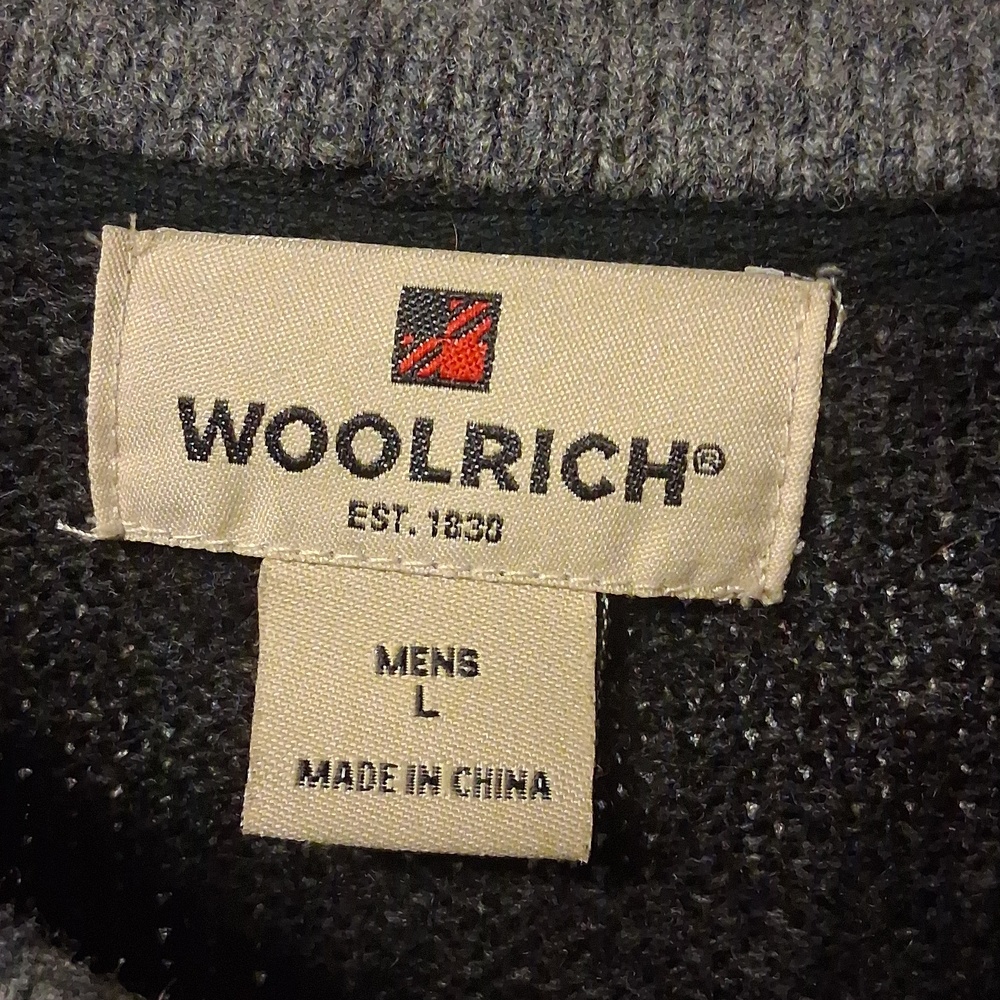 WOOLRICH®
EST. 1830
MENS
L
MADE IN CHINA